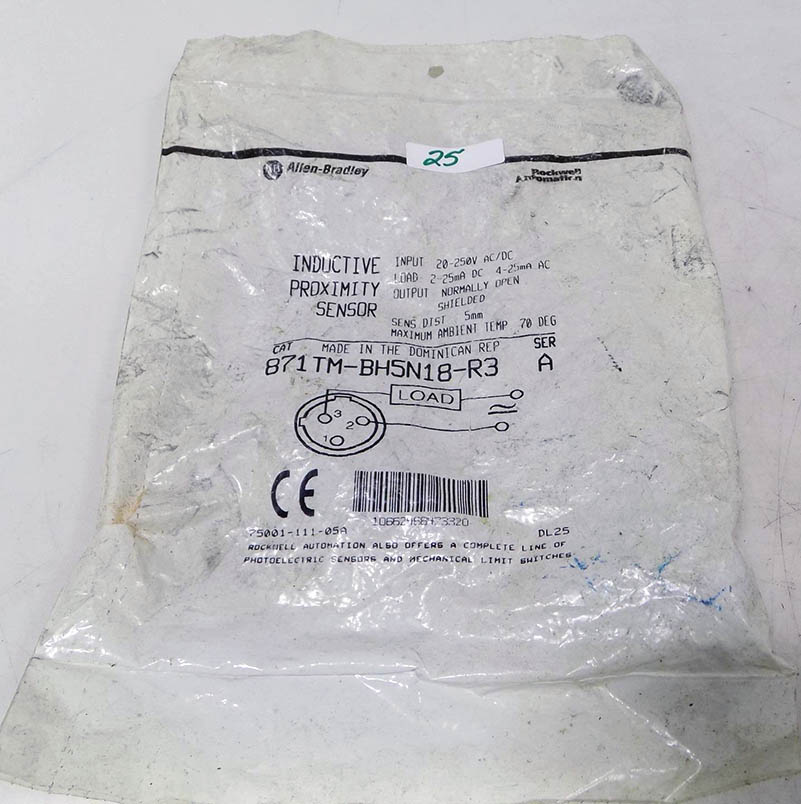 25
Allen-Bradley
Rockwell Automation
INDUCTIVE PROXIMITY SENSOR
INPUT 20-250V AC/DC
LOAD 2-25mA DC 4-25mA AC
OUTPUT NORMALLY OPEN
SHIELDED
SENS DIST 5mm
MAXIMUM AMBIENT TEMP 70 DEG
CAT MADE IN THE DOMINICAN REP SER
871TM-BH5N18-R3 A
LOAD
3
2
1
CE
75001-111-05A DL25
ROCKWELL AUTOMATION ALSO OFFERS A COMPLETE LINE OF
PHOTOELECTRIC SENSORS AND MECHANICAL LIMIT SWITCHES